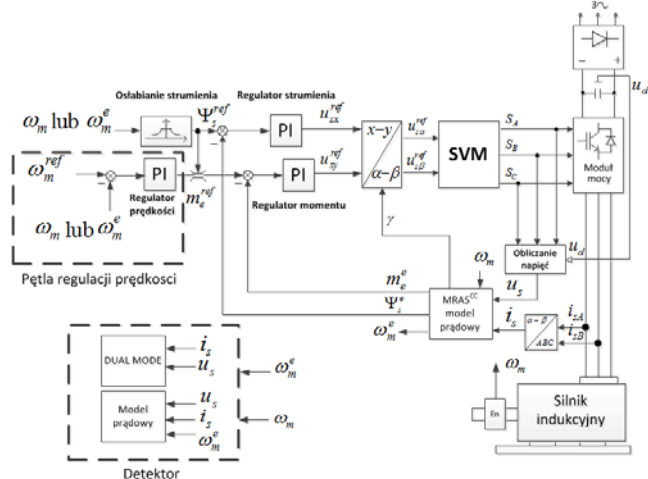 3~
Osłabianie strumienia
Ψ_s^ref
Regulator strumienia
u_sx^ref
u_d
ω_m lub ω_m^e
PI
x-y
α-β
u_sα^ref
SVM
S_A
ω_m^ref
PI
m_e^ref
PI
u_sy^ref
u_sβ^ref
S_B
S_C
Moduł
mocy
Regulator
prędkości
Regulator momentu
ω_m lub ω_m^e
Pętla regulacji prędkosci
γ
ω_m
Obliczanie
napięć
u_d
m_e^e
Ψ_s^e
MRAS^CC
model
prądowy
u_s
i_s
α-β
ABC
i_sA
i_sB
ω_m^e
DUAL MODE
i_s
u_s
ω_m^e
ω_m
Model
prądowy
u_s
i_s
ω_m^e
ω_m
En
Silnik
indukcyjny
Detektor